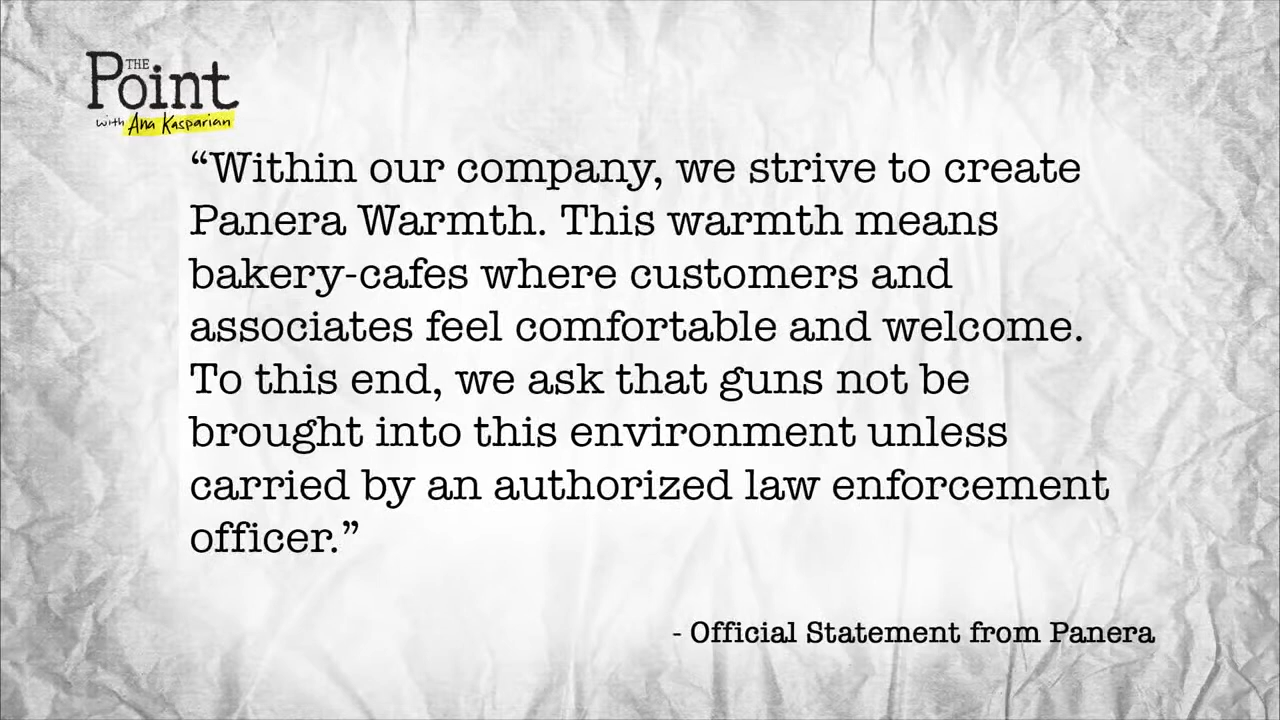 THE
Point
with Ana Kasparian
“Within our company, we strive to create
Panera Warmth. This warmth means
bakery-cafes where customers and
associates feel comfortable and welcome.
To this end, we ask that guns not be
brought into this environment unless
carried by an authorized law enforcement
officer.”
- Official Statement from Panera